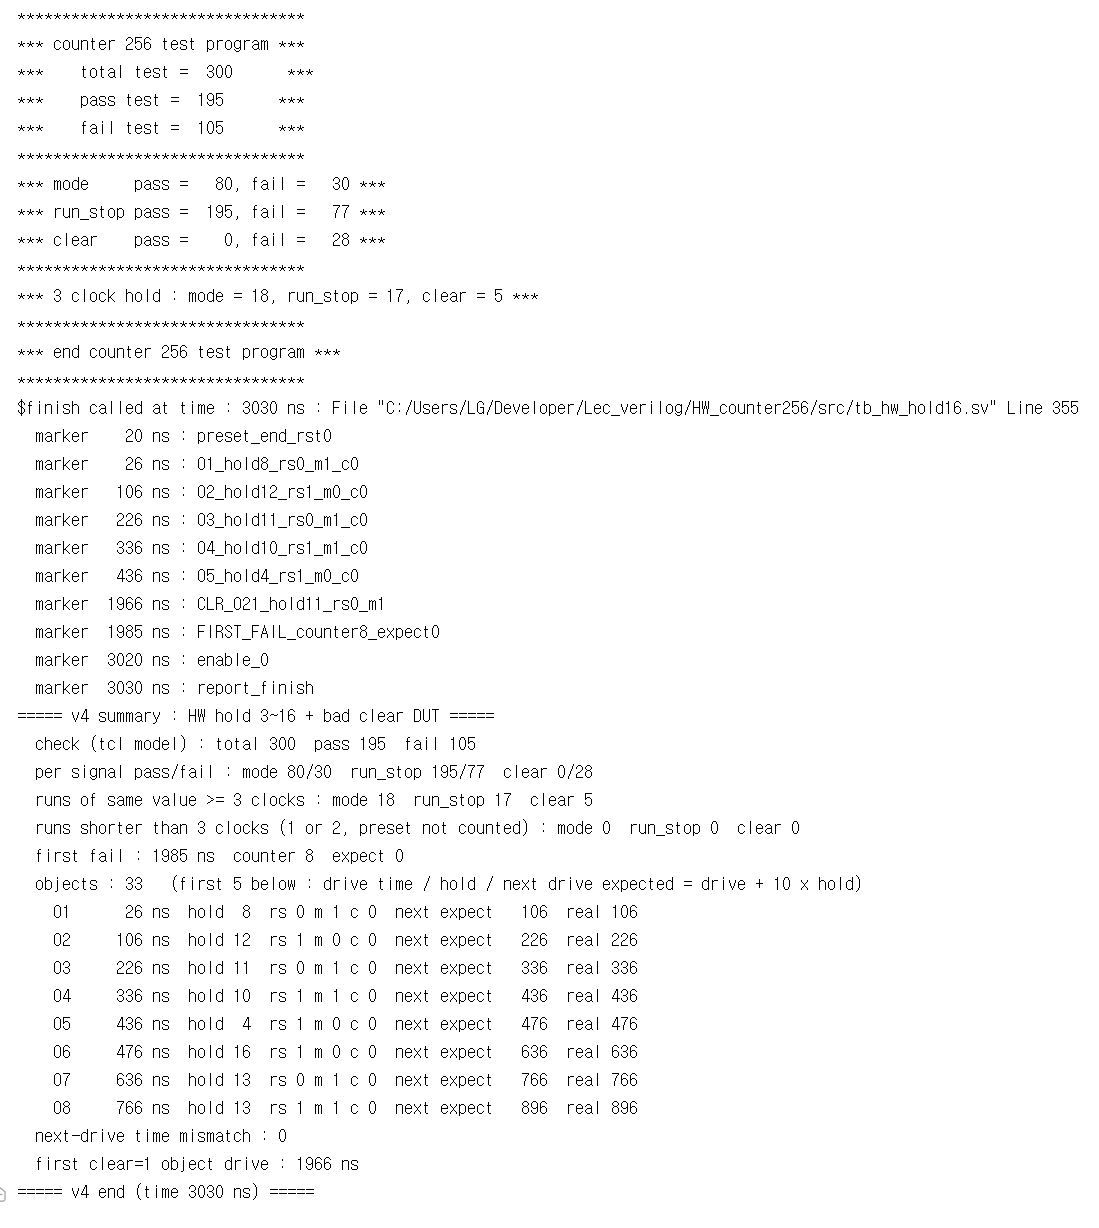 ********************************
*** counter 256 test program ***
***    total test =  300      ***
***    pass test =  195      ***
***    fail test =  105      ***
********************************
*** mode     pass =   80, fail =   30 ***
*** run_stop pass =  195, fail =   77 ***
*** clear    pass =    0, fail =   28 ***
********************************
*** 3 clock hold : mode = 18, run_stop = 17, clear = 5 ***
********************************
*** end counter 256 test program ***
********************************
$finish called at time : 3030 ns : File "C:/Users/LG/Developer/Lec_verilog/HW_counter256/src/tb_hw_hold16.sv" Line 355
  marker    20 ns : preset_end_rst0
  marker    26 ns : O1_hold8_rs0_m1_c0
  marker   106 ns : O2_hold12_rs1_m0_c0
  marker   226 ns : O3_hold11_rs0_m1_c0
  marker   336 ns : O4_hold10_rs1_m1_c0
  marker   436 ns : O5_hold4_rs1_m0_c0
  marker  1966 ns : CLR_O21_hold11_rs0_m1
  marker  1985 ns : FIRST_FAIL_counter8_expect0
  marker  3020 ns : enable_0
  marker  3030 ns : report_finish
===== v4 summary : HW hold 3~16 + bad clear DUT =====
  check (tcl model) : total 300  pass 195  fail 105
  per signal pass/fail : mode 80/30  run_stop 195/77  clear 0/28
  runs of same value >= 3 clocks : mode 18  run_stop 17  clear 5
  runs shorter than 3 clocks (1 or 2, preset not counted) : mode 0  run_stop 0  clear 0
  first fail : 1985 ns  counter 8  expect 0
  objects : 33   (first 5 below : drive time / hold / next drive expected = drive + 10 x hold)
    O1      26 ns  hold  8  rs 0 m 1 c 0  next expect   106  real 106
    O2     106 ns  hold 12  rs 1 m 0 c 0  next expect   226  real 226
    O3     226 ns  hold 11  rs 0 m 1 c 0  next expect   336  real 336
    O4     336 ns  hold 10  rs 1 m 1 c 0  next expect   436  real 436
    O5     436 ns  hold  4  rs 1 m 0 c 0  next expect   476  real 476
    O6     476 ns  hold 16  rs 1 m 0 c 0  next expect   636  real 636
    O7     636 ns  hold 13  rs 0 m 1 c 0  next expect   766  real 766
    O8     766 ns  hold 13  rs 1 m 1 c 0  next expect   896  real 896
  next-drive time mismatch : 0
  first clear=1 object drive : 1966 ns
===== v4 end (time 3030 ns) =====